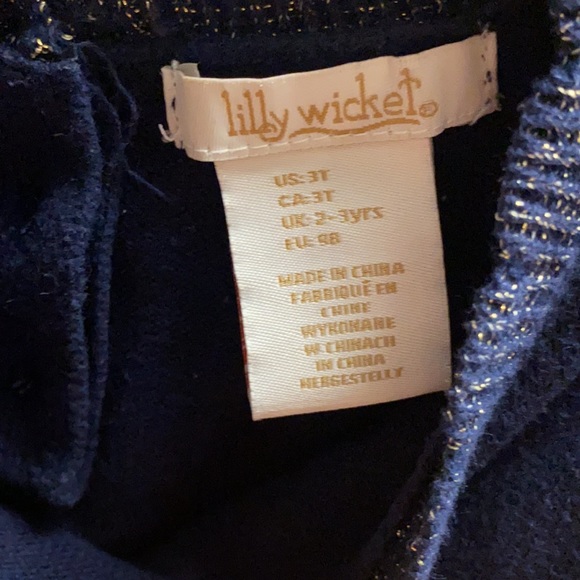 lilly wicket®
US: 3T
CA: 3T
UK: 2-3yrs
EU: 98
MADE IN CHINA
FABRIQUÉ EN
CHINE
WYKONANE
W CHINACH
IN CHINA
HERGESTELLT